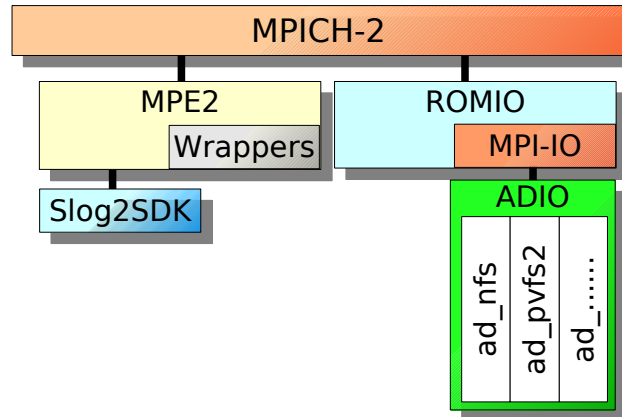 MPICH-2
MPE2
ROMIO
Wrappers
MPI-IO
Slog2SDK
ADIO
ad_nfs
ad_pvfs2
ad_......